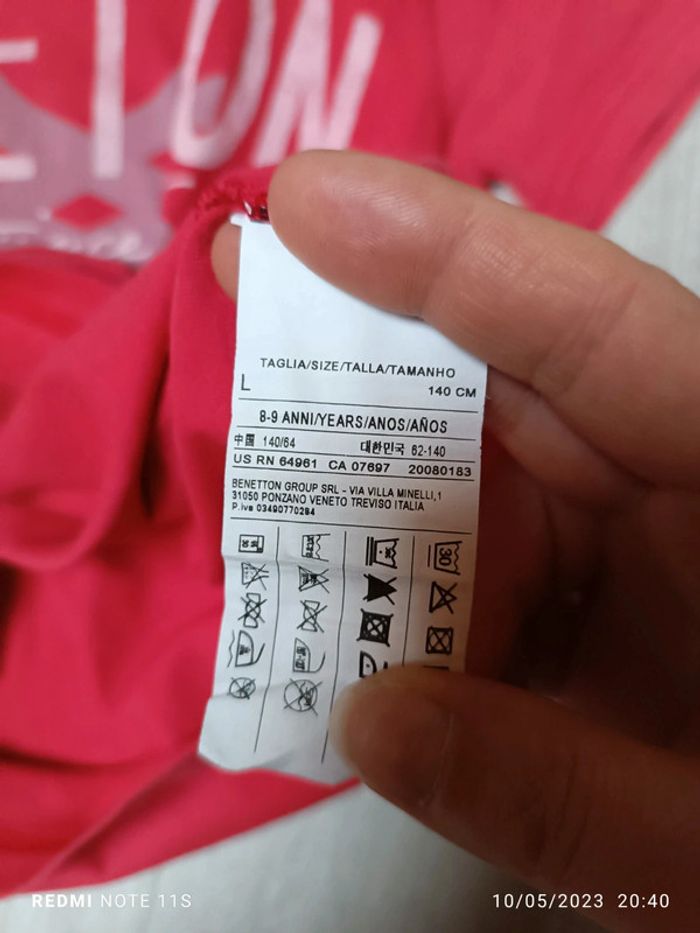 ETON
TAGLIA/SIZE/TALLA/TAMANHO
L 140 CM
8-9 ANNI/YEARS/ANOS/AÑOS
中国 140/64 대한민국 62-140
US RN 64961 CA 07697 20080183
BENETTON GROUP SRL - VIA VILLA MINELLI,1
31050 PONZANO VENETO TREVISO ITALIA
P.iva 03490770284
30
REDMI NOTE 11S
10/05/2023 20:40